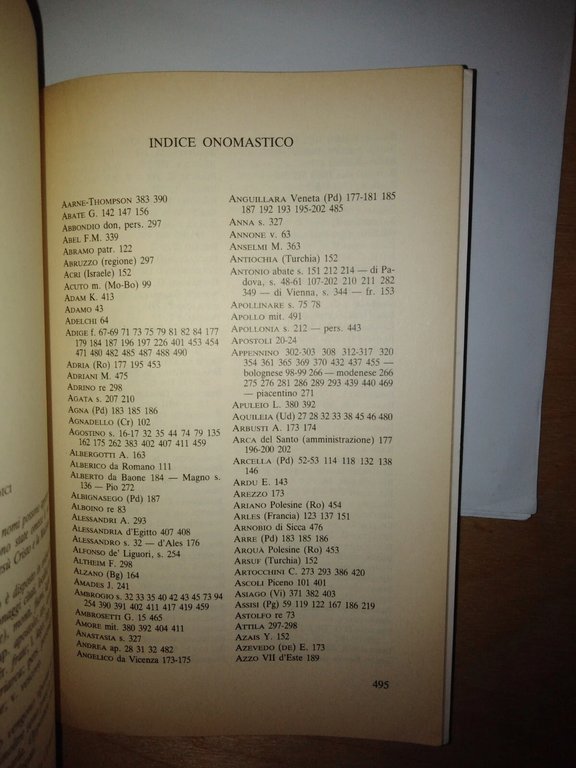 INDICE ONOMASTICO
AARNE-THOMPSON 383 390
ABATE G. 142 147 156
ABBONDIO don, pers. 297
ABEL F.M. 339
ABRAMO patr. 122
ABRUZZO (regione) 297
ACRI (Israele) 152
ACUTO m. (Mo-Bo) 99
ADAM K. 413
ADAMO 43
ADELCHI 64
ADIGE f. 67-69 71 73 75 79 81 82 84 177
179 184 187 196 197 226 401 453 454
471 480 482 485 487 488 490
ADRIA (Ro) 177 195 453
ADRIANI M. 475
ADRINO re 298
AGATA s. 207 210
AGNA (Pd) 183 185 186
AGNADELLO (Cr) 102
AGOSTINO s. 16-17 32 35 44 74 79 135
162 175 262 383 402 407 411 459
ALBERGOTTI A. 163
ALBERICO da Romano 111
ALBERTO da Baone 184 — Magno s.
136 — Pio 272
ALBIGNASEGO (Pd) 187
ALBOINO re 83
ALESSANDRI A. 293
ALESSANDRIA d'Egitto 407 408
ALESSANDRO s. 32 — d'Ales 176
ALFONSO de' Liguori, s. 254
ALTHEIM F. 298
ALZANO (Bg) 164
AMADES J. 241
AMBROGIO s. 32 33 35 40 42 43 45 73 94
254 390 391 402 411 417 419 459
AMBROSETTI G. 15 465
AMORE mit. 380 392 404 411
ANASTASIA s. 327
ANDREA ap. 28 31 32 482
ANGELICO da Vicenza 173-175
ANGUILLARA Veneta (Pd) 177-181 185
187 192 193 195-202 485
ANNA s. 327
ANNONE v. 63
ANSELMI M. 363
ANTIOCHIA (Turchia) 152
ANTONIO abate s. 151 212 214 — di Pa-
dova, s. 48-61 107-202 210 211 282
349 — di Vienna, s. 344 — fr. 153
APOLLINARE s. 75 78
APOLLO mit. 491
APOLLONIA s. 212 — pers. 443
APOSTOLI 20-24
APPENNINO 302-303 308 312-317 320
354 361 365 369 370 432 437 455 —
bolognese 98-99 266 — modenese 266
275 276 281 286 289 293 439 440 469
— piacentino 271
APULEIO L. 380 392
AQUILEIA (Ud) 27 28 32 33 38 45 46 480
ARBUSTI A. 173 174
ARCA del Santo (amministrazione) 177
196-200 202
ARCELLA (Pd) 52-53 114 118 132 138
146
ARDU E. 143
AREZZO 173
ARIANO Polesine (Ro) 454
ARLES (Francia) 123 137 151
ARNOBIO di Sicca 476
ARRE (Pd) 183 185 186
ARQUÀ Polesine (Ro) 453
ARSUF (Turchia) 152
ARTOCCHINI C. 273 293 386 420
ASCOLI Piceno 101 401
ASIAGO (Vi) 371 382 403
ASSISI (Pg) 59 119 122 167 186 219
ASTOLFO re 73
ATTILA 297-298
AZAIS Y. 152
AZEVEDO (DE) E. 173
AZZO VII d'Este 189
495